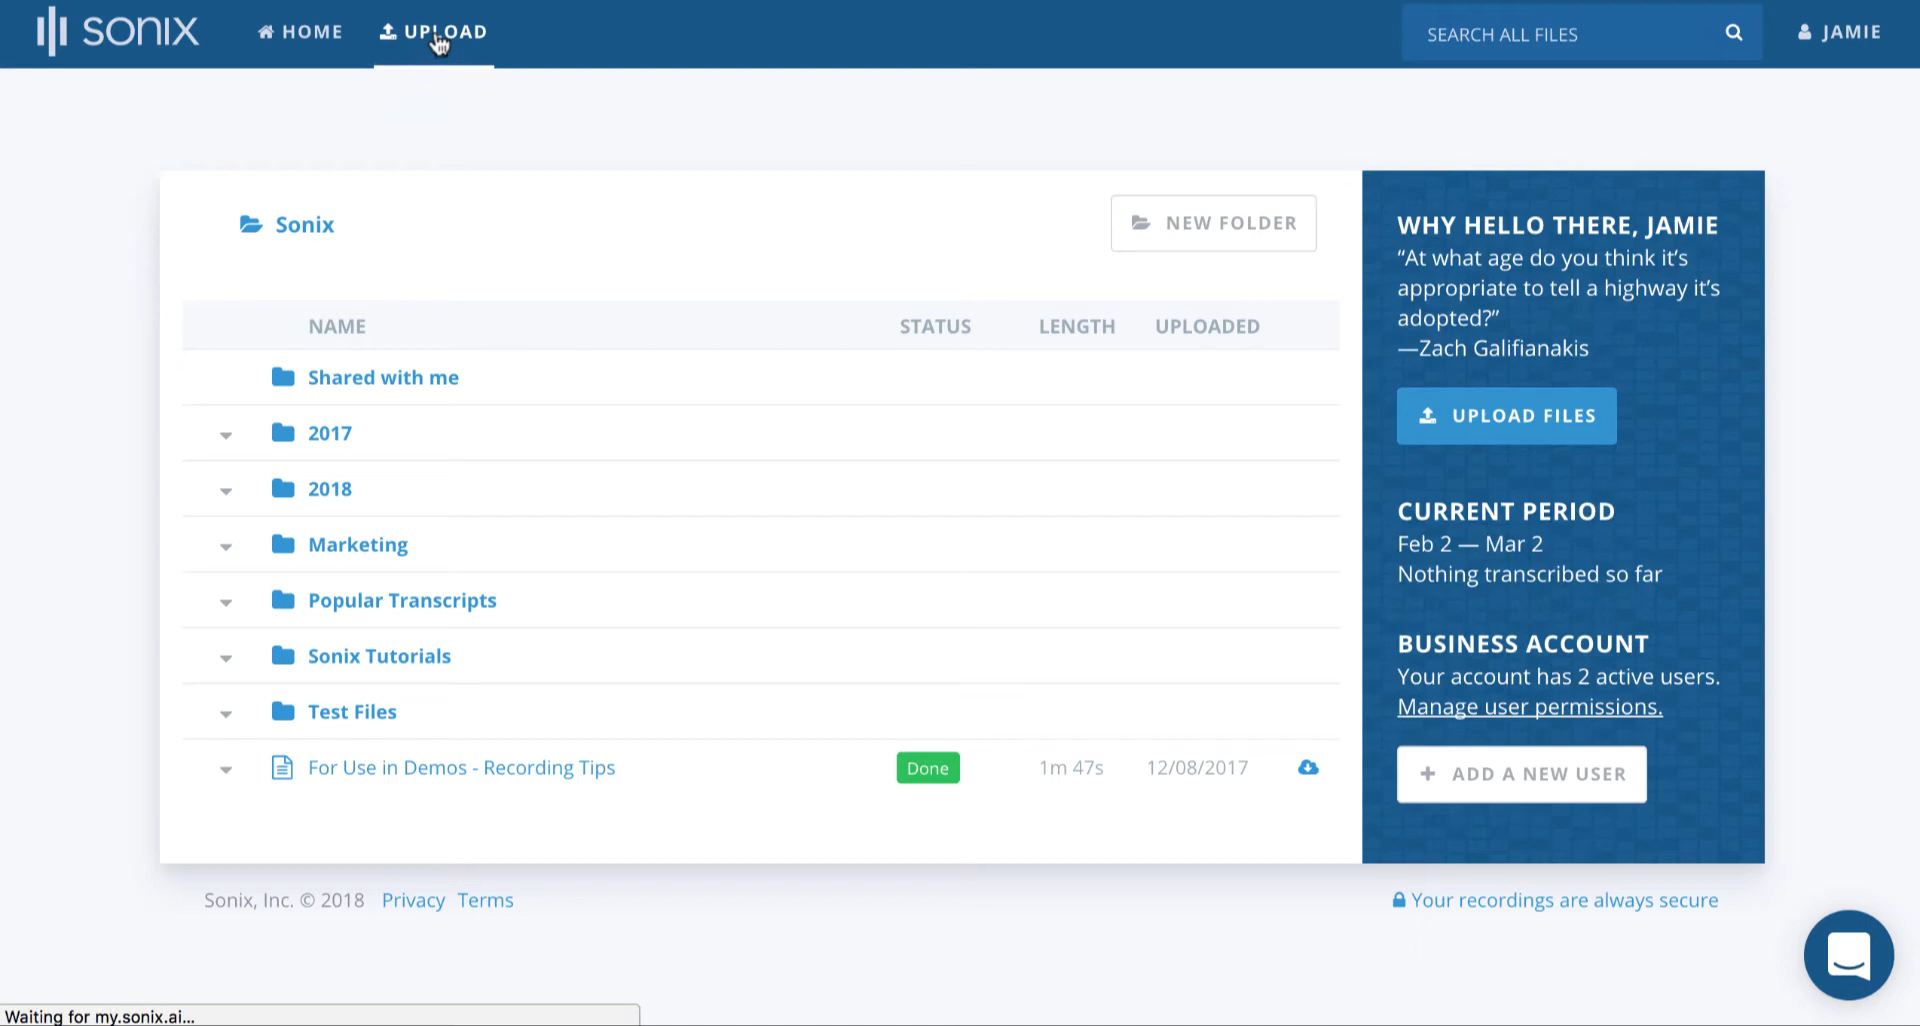 sonix
HOME
UPLOAD
SEARCH ALL FILES
JAMIE
Sonix
NEW FOLDER
NAME STATUS LENGTH UPLOADED
Shared with me
2017
2018
Marketing
Popular Transcripts
Sonix Tutorials
Test Files
For Use in Demos - Recording Tips Done 1m 47s 12/08/2017
WHY HELLO THERE, JAMIE
“At what age do you think it’s
appropriate to tell a highway it’s
adopted?”
—Zach Galifianakis
UPLOAD FILES
CURRENT PERIOD
Feb 2 — Mar 2
Nothing transcribed so far
BUSINESS ACCOUNT
Your account has 2 active users.
Manage user permissions.
+ ADD A NEW USER
Sonix, Inc. © 2018 Privacy Terms
Your recordings are always secure
Waiting for my.sonix.ai...